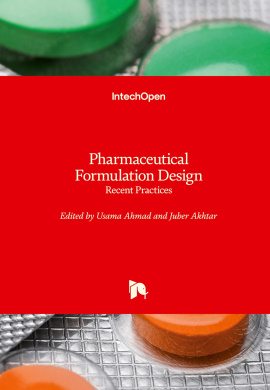 IntechOpen
Pharmaceutical
Formulation Design
Recent Practices
Edited by Usama Ahmad and Juber Akhtar